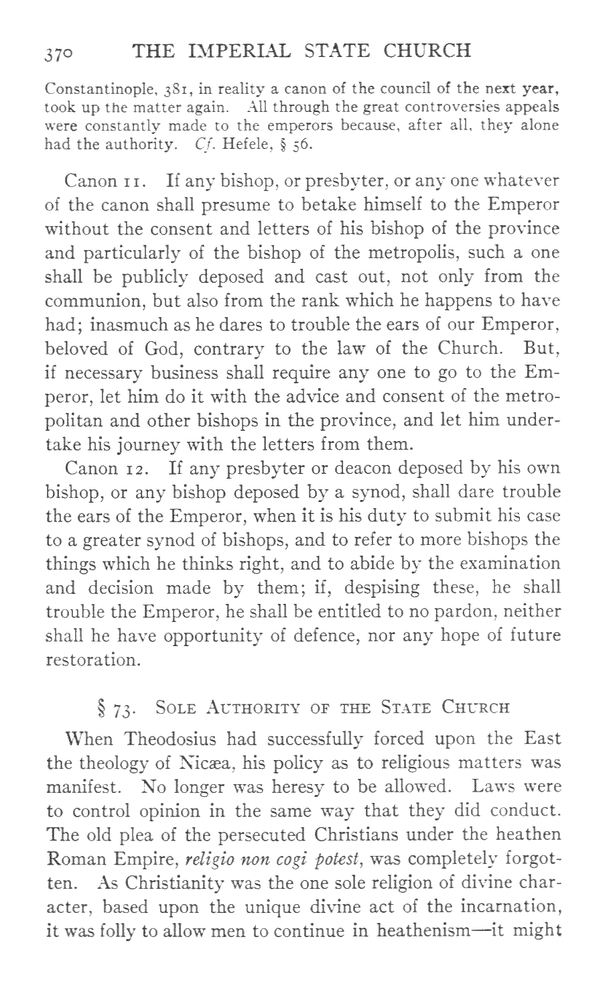 370 THE IMPERIAL STATE CHURCH
Constantinople, 381, in reality a canon of the council of the next year,
took up the matter again. All through the great controversies appeals
were constantly made to the emperors because, after all, they alone
had the authority. Cf. Hefele, § 56.
Canon 11. If any bishop, or presbyter, or any one whatever
of the canon shall presume to betake himself to the Emperor
without the consent and letters of his bishop of the province
and particularly of the bishop of the metropolis, such a one
shall be publicly deposed and cast out, not only from the
communion, but also from the rank which he happens to have
had; inasmuch as he dares to trouble the ears of our Emperor,
beloved of God, contrary to the law of the Church. But,
if necessary business shall require any one to go to the Em-
peror, let him do it with the advice and consent of the metro-
politan and other bishops in the province, and let him under-
take his journey with the letters from them.
Canon 12. If any presbyter or deacon deposed by his own
bishop, or any bishop deposed by a synod, shall dare trouble
the ears of the Emperor, when it is his duty to submit his case
to a greater synod of bishops, and to refer to more bishops the
things which he thinks right, and to abide by the examination
and decision made by them; if, despising these, he shall
trouble the Emperor, he shall be entitled to no pardon, neither
shall he have opportunity of defence, nor any hope of future
restoration.
§ 73. SOLE AUTHORITY OF THE STATE CHURCH
When Theodosius had successfully forced upon the East
the theology of Nicæa, his policy as to religious matters was
manifest. No longer was heresy to be allowed. Laws were
to control opinion in the same way that they did conduct.
The old plea of the persecuted Christians under the heathen
Roman Empire, religio non cogi potest, was completely forgot-
ten. As Christianity was the one sole religion of divine char-
acter, based upon the unique divine act of the incarnation,
it was folly to allow men to continue in heathenism—it might